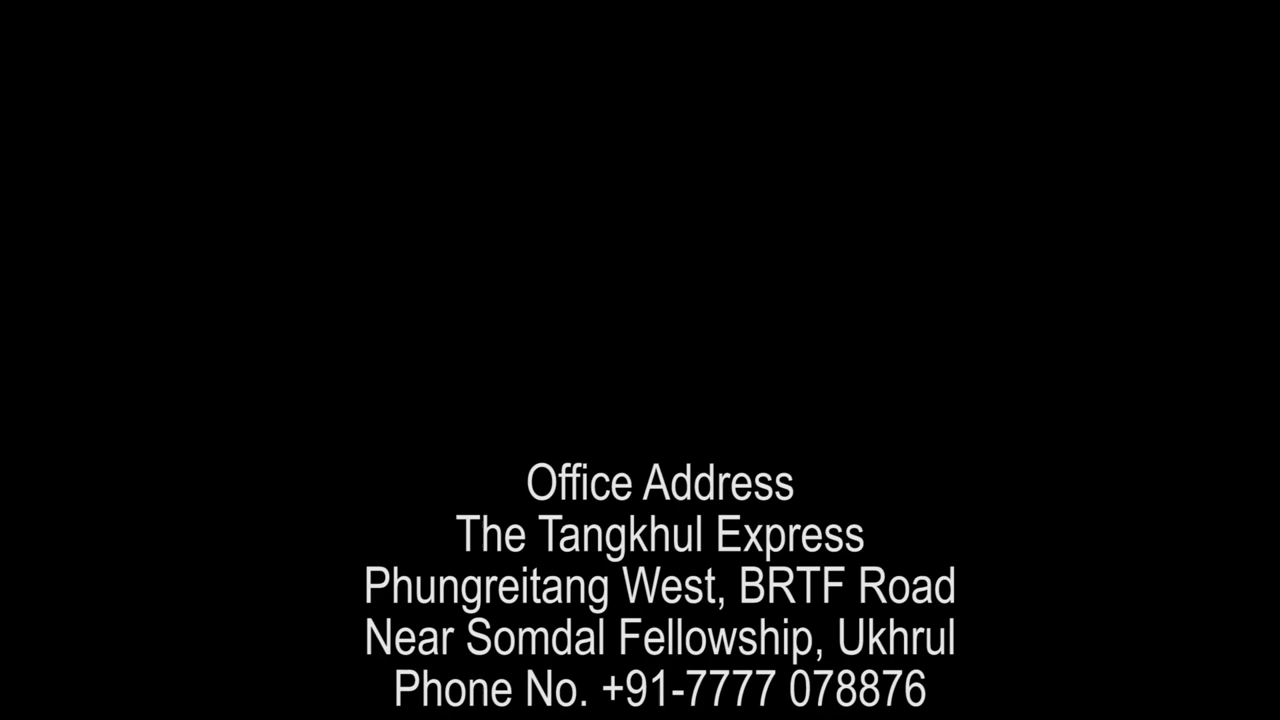 Office Address
The Tangkhul Express
Phungreitang West, BRTF Road
Near Somdal Fellowship, Ukhrul
Phone No. +91-7777 078876